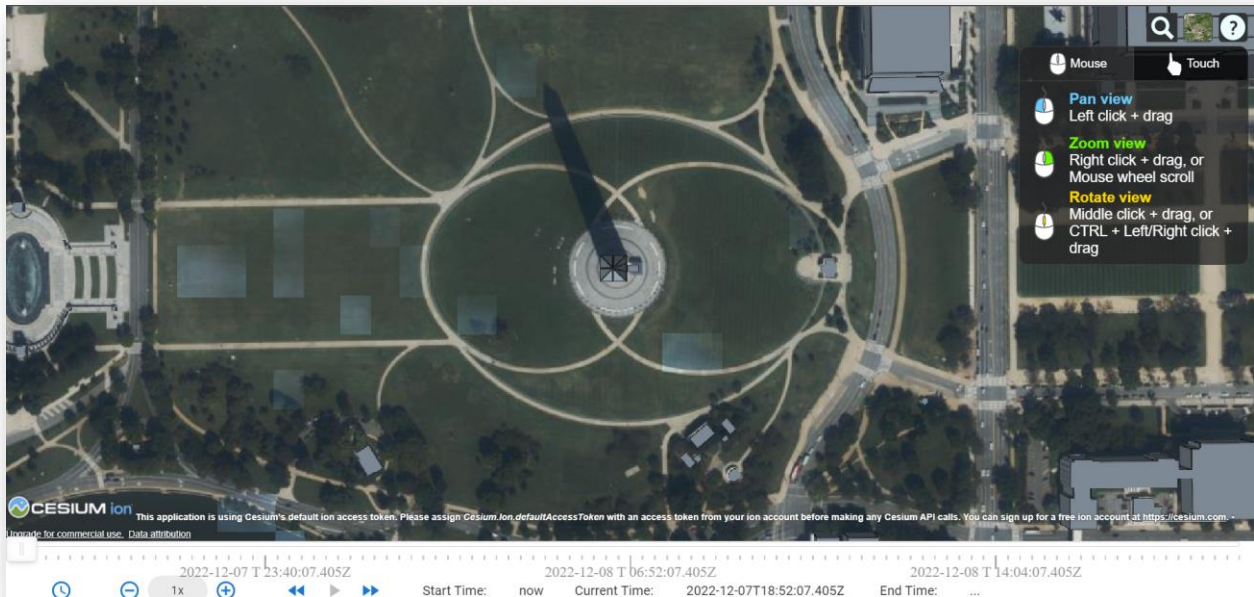 ?
Mouse
Touch
Pan view
Left click + drag
Zoom view
Right click + drag, or
Mouse wheel scroll
Rotate view
Middle click + drag, or
CTRL + Left/Right click +
drag
CESIUM ion
This application is using Cesium's default ion access token. Please assign Cesium.Ion.defaultAccessToken with an access token from your ion account before making any Cesium API calls. You can sign up for a free ion account at https://cesium.com. •
Upgrade for commercial use. Data attribution
2022-12-07 T 23:40:07.405Z
2022-12-08 T 06:52:07.405Z
2022-12-08 T 14:04:07.405Z
1x
Start Time: now Current Time: 2022-12-07T18:52:07.405Z End Time: ...